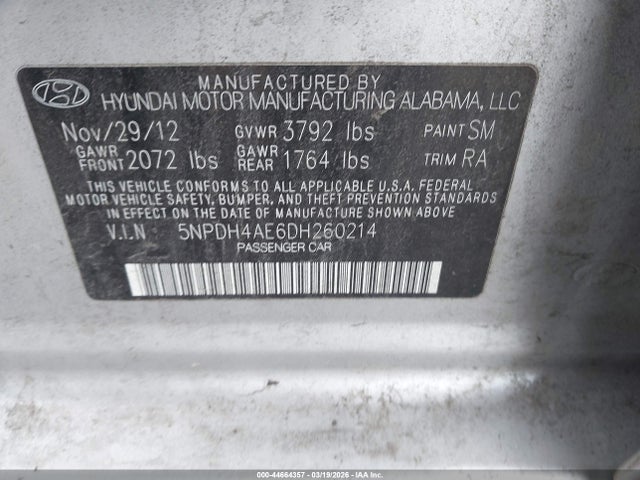 MANUFACTURED BY
HYUNDAI MOTOR MANUFACTURING ALABAMA, LLC
Nov/29/12 GVWR 3792 lbs PAINT SM
GAWR FRONT 2072 lbs GAWR REAR 1764 lbs TRIM RA
THIS VEHICLE CONFORMS TO ALL APPLICABLE U.S.A. FEDERAL
MOTOR VEHICLE SAFETY, BUMPER, AND THEFT PREVENTION STANDARDS
IN EFFECT ON THE DATE OF MANUFACTURE SHOWN ABOVE
V.I.N 5NPDH4AE6DH260214
PASSENGER CAR
000-44664357 | 03/19/2026 | IAA, Inc.